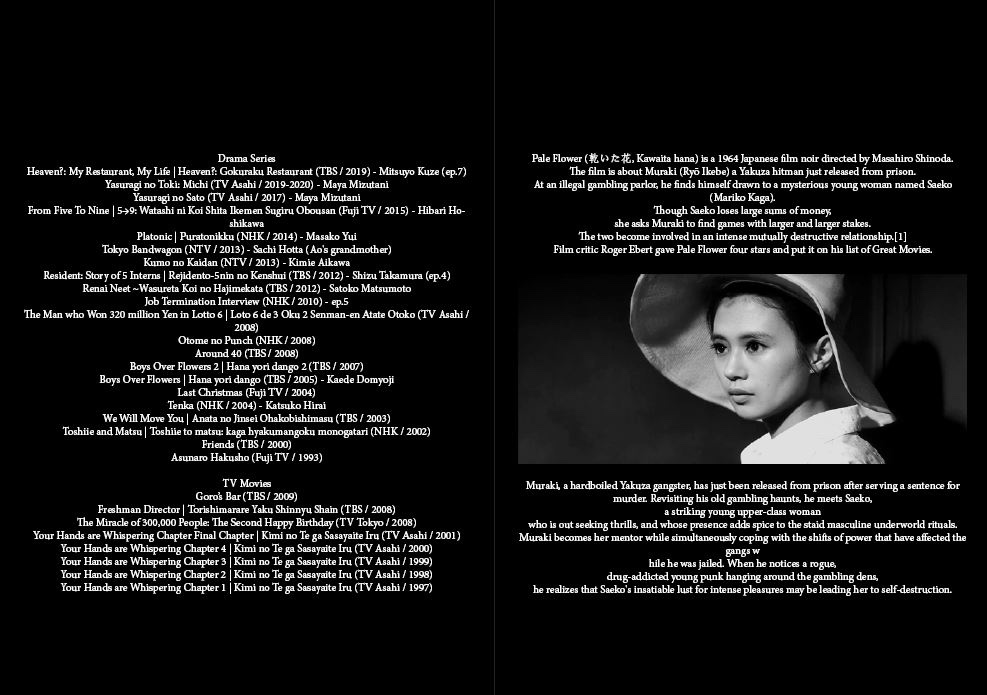 Drama Series
Heaven?: My Restaurant, My Life | Heaven?: Gokuraku Restaurant (TBS / 2019) - Mitsuyo Kuze (ep.7)
Yasuragi no Toki: Michi (TV Asahi / 2019-2020) - Maya Mizutani
Yasuragi no Sato (TV Asahi / 2017) - Maya Mizutani
From Five To Nine | 5→9: Watashi ni Koi Shita Ikemen Sugiru Obousan (Fuji TV / 2015) - Hibari Ho-
shikawa
Platonic | Puratonikku (NHK / 2014) - Masako Yui
Tokyo Bandwagon (NTV / 2013) - Sachi Hotta (Ao's grandmother)
Kumo no Kaidan (NTV / 2013) - Kimie Aikawa
Resident: Story of 5 Interns | Rejidento-5nin no Kenshui (TBS / 2012) - Shizu Takamura (ep.4)
Renai Neet ~Wasureta Koi no Hajimekata (TBS / 2012) - Satoko Matsumoto
Job Termination Interview (NHK / 2010) - ep.5
The Man who Won 320 million Yen in Lotto 6 | Loto 6 de 3 Oku 2 Senman-en Atate Otoko (TV Asahi /
2008)
Otome no Punch (NHK / 2008)
Around 40 (TBS / 2008)
Boys Over Flowers 2 | Hana yori dango 2 (TBS / 2007)
Boys Over Flowers | Hana yori dango (TBS / 2005) - Kaede Domyoji
Last Christmas (Fuji TV / 2004)
Tenka (NHK / 2004) - Katsuko Hirai
We Will Move You | Anata no Jinsei Ohakobishimasu (TBS / 2003)
Toshiie and Matsu | Toshiie to matsu: kaga hyakumangoku monogatari (NHK / 2002)
Friends (TBS / 2000)
Asunaro Hakusho (Fuji TV / 1993)
TV Movies
Goro's Bar (TBS / 2009)
Freshman Director | Torishimarare Yaku Shinnyu Shain (TBS / 2008)
The Miracle of 300,000 People: The Second Happy Birthday (TV Tokyo / 2008)
Your Hands are Whispering Chapter Final Chapter | Kimi no Te ga Sasayaite Iru (TV Asahi / 2001)
Your Hands are Whispering Chapter 4 | Kimi no Te ga Sasayaite Iru (TV Asahi / 2000)
Your Hands are Whispering Chapter 3 | Kimi no Te ga Sasayaite Iru (TV Asahi / 1999)
Your Hands are Whispering Chapter 2 | Kimi no Te ga Sasayaite Iru (TV Asahi / 1998)
Your Hands are Whispering Chapter 1 | Kimi no Te ga Sasayaite Iru (TV Asahi / 1997)
Pale Flower (乾いた花, Kawaita hana) is a 1964 Japanese film noir directed by Masahiro Shinoda.
The film is about Muraki (Ryō Ikebe) a Yakuza hitman just released from prison.
At an illegal gambling parlor, he finds himself drawn to a mysterious young woman named Saeko
(Mariko Kaga).
Though Saeko loses large sums of money,
she asks Muraki to find games with larger and larger stakes.
The two become involved in an intense mutually destructive relationship.[1]
Film critic Roger Ebert gave Pale Flower four stars and put it on his list of Great Movies.
Muraki, a hardboiled Yakuza gangster, has just been released from prison after serving a sentence for
murder. Revisiting his old gambling haunts, he meets Saeko,
a striking young upper-class woman
who is out seeking thrills, and whose presence adds spice to the staid masculine underworld rituals.
Muraki becomes her mentor while simultaneously coping with the shifts of power that have affected the
gangs w
hile he was jailed. When he notices a rogue,
drug-addicted young punk hanging around the gambling dens,
he realizes that Saeko's insatiable lust for intense pleasures may be leading her to self-destruction.